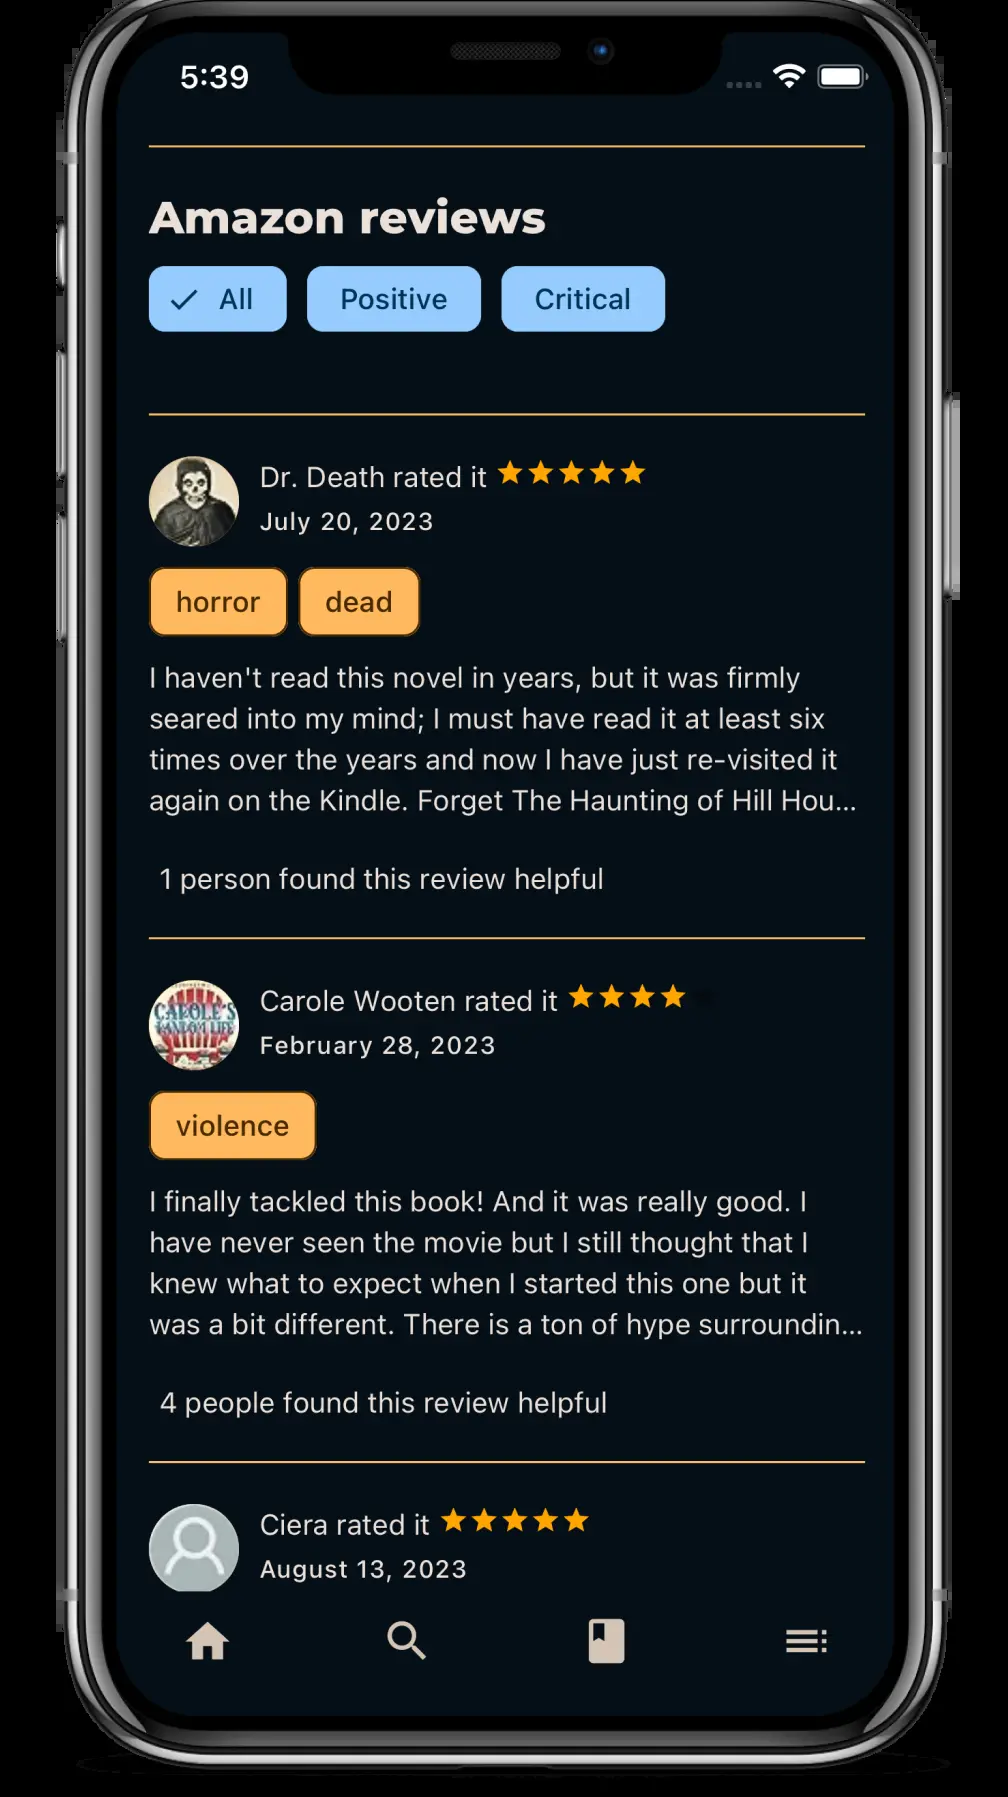 5:39
Amazon reviews
All Positive Critical
Dr. Death rated it
July 20, 2023
horror dead
I haven't read this novel in years, but it was firmly
seared into my mind; I must have read it at least six
times over the years and now I have just re-visited it
again on the Kindle. Forget The Haunting of Hill Hou...
1 person found this review helpful
Carole Wooten rated it
February 28, 2023
CAROLE'S
RANDOM LIFE
violence
I finally tackled this book! And it was really good. I
have never seen the movie but I still thought that I
knew what to expect when I started this one but it
was a bit different. There is a ton of hype surroundin...
4 people found this review helpful
Ciera rated it
August 13, 2023